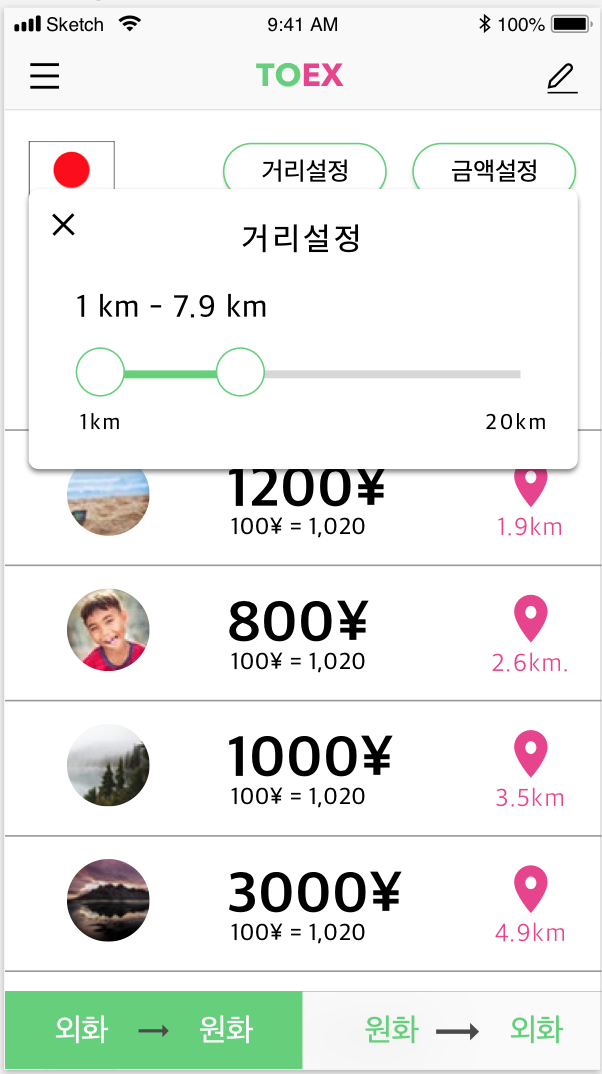 Sketch 9:41 AM 100%
TOEX
거리설정 금액설정
거리설정
1 km - 7.9 km
1km 20km
1200¥
100¥ = 1,020
1.9km
800¥
100¥ = 1,020
2.6km.
1000¥
100¥ = 1,020
3.5km
3000¥
100¥ = 1,020
4.9km
외화 → 원화 원화 → 외화